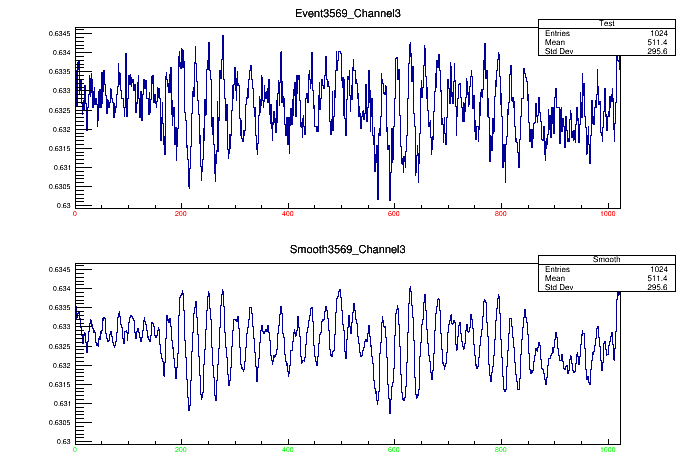 Event3569_Channel3
Test
Entries 1024
Mean 511.4
Std Dev 295.6
0.6345
0.634
0.6335
0.633
0.6325
0.632
0.6315
0.631
0.6305
0.63
0 200 400 600 800 1000
Smooth3569_Channel3
Smooth
Entries 1024
Mean 511.4
Std Dev 295.6
0.6345
0.634
0.6335
0.633
0.6325
0.632
0.6315
0.631
0.6305
0.63
0 200 400 600 800 1000